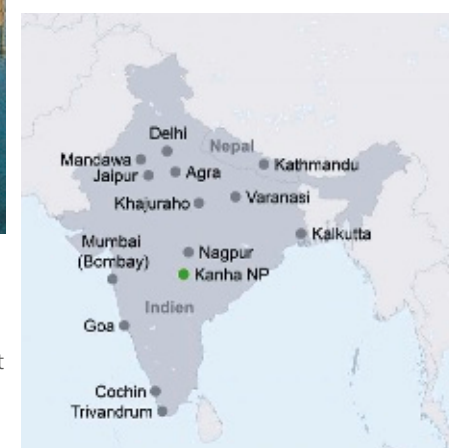 Delhi
Nepal
Mandawa
Kathmandu
Jaipur
Agra
Khajuraho
Varanasi
Kalkutta
Mumbai
(Bombay)
Nagpur
Kanha NP
Indien
Goa
t
Cochin
Trivandrum